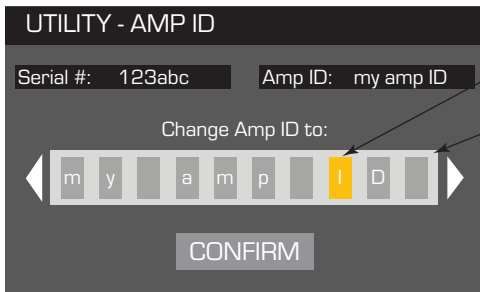 UTILITY - AMP ID
Serial #: 123abc Amp ID: my amp ID
Change Amp ID to:
m y a m p I D
CONFIRM